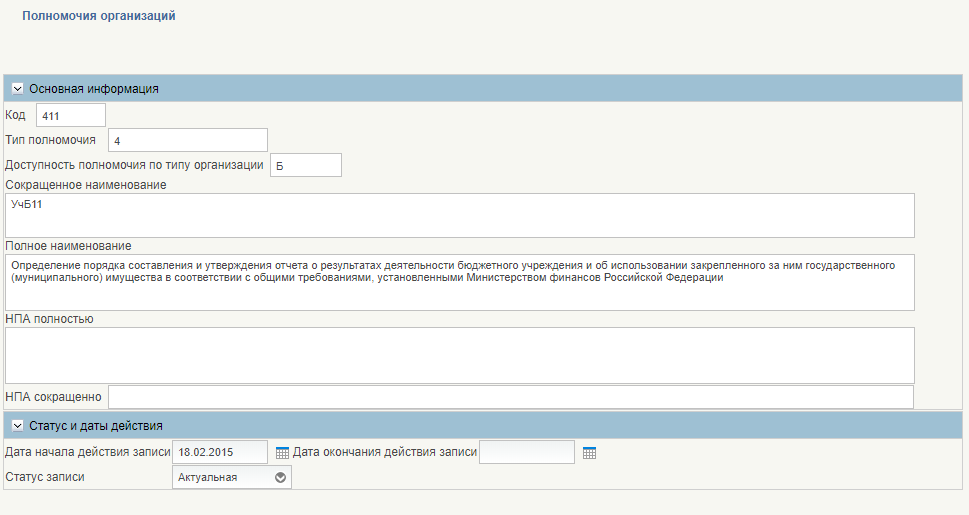 Полномочия организаций
Основная информация
Код 411
Тип полномочия 4
Доступность полномочия по типу организации Б
Сокращенное наименование
УчБ11
Полное наименование
Определение порядка составления и утверждения отчета о результатах деятельности бюджетного учреждения и об использовании закрепленного за ним государственного
(муниципального) имущества в соответствии с общими требованиями, установленными Министерством финансов Российской Федерации
НПА полностью
НПА сокращенно
Статус и даты действия
Дата начала действия записи 18.02.2015 Дата окончания действия записи
Статус записи Актуальная